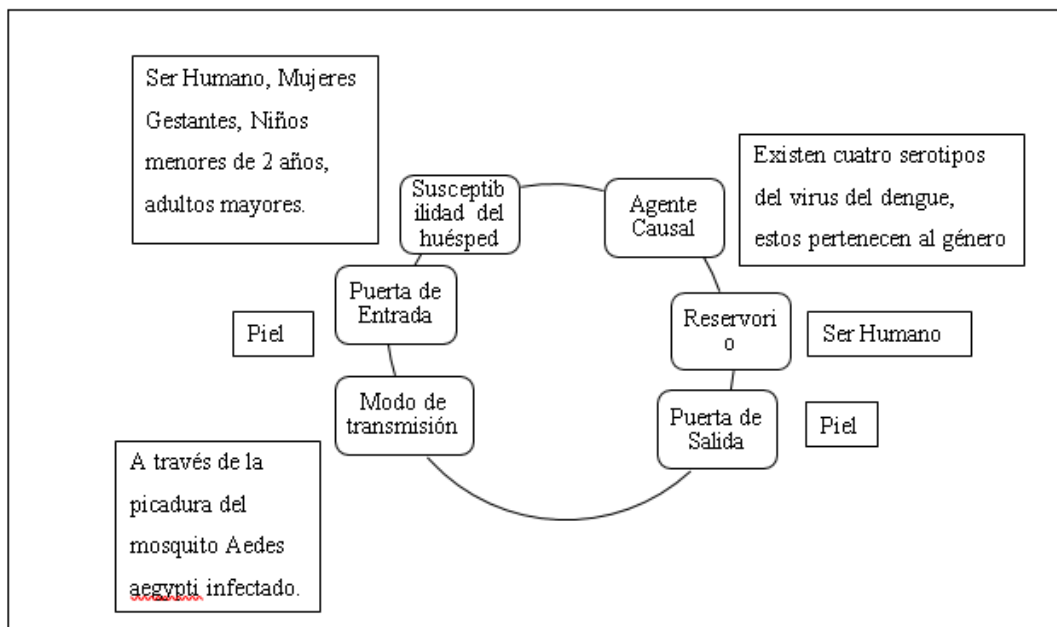 Ser Humano, Mujeres
Gestantes, Niños
menores de 2 años,
adultos mayores.
Susceptib
ilidad del
huésped
Agente
Causal
Existen cuatro serotipos
del virus del dengue,
estos pertenecen al género
Puerta de
Entrada
Piel
Reservori
o
Ser Humano
Modo de
transmisión
Puerta de
Salida
Piel
A través de la
picadura del
mosquito Aedes
aegypti infectado.